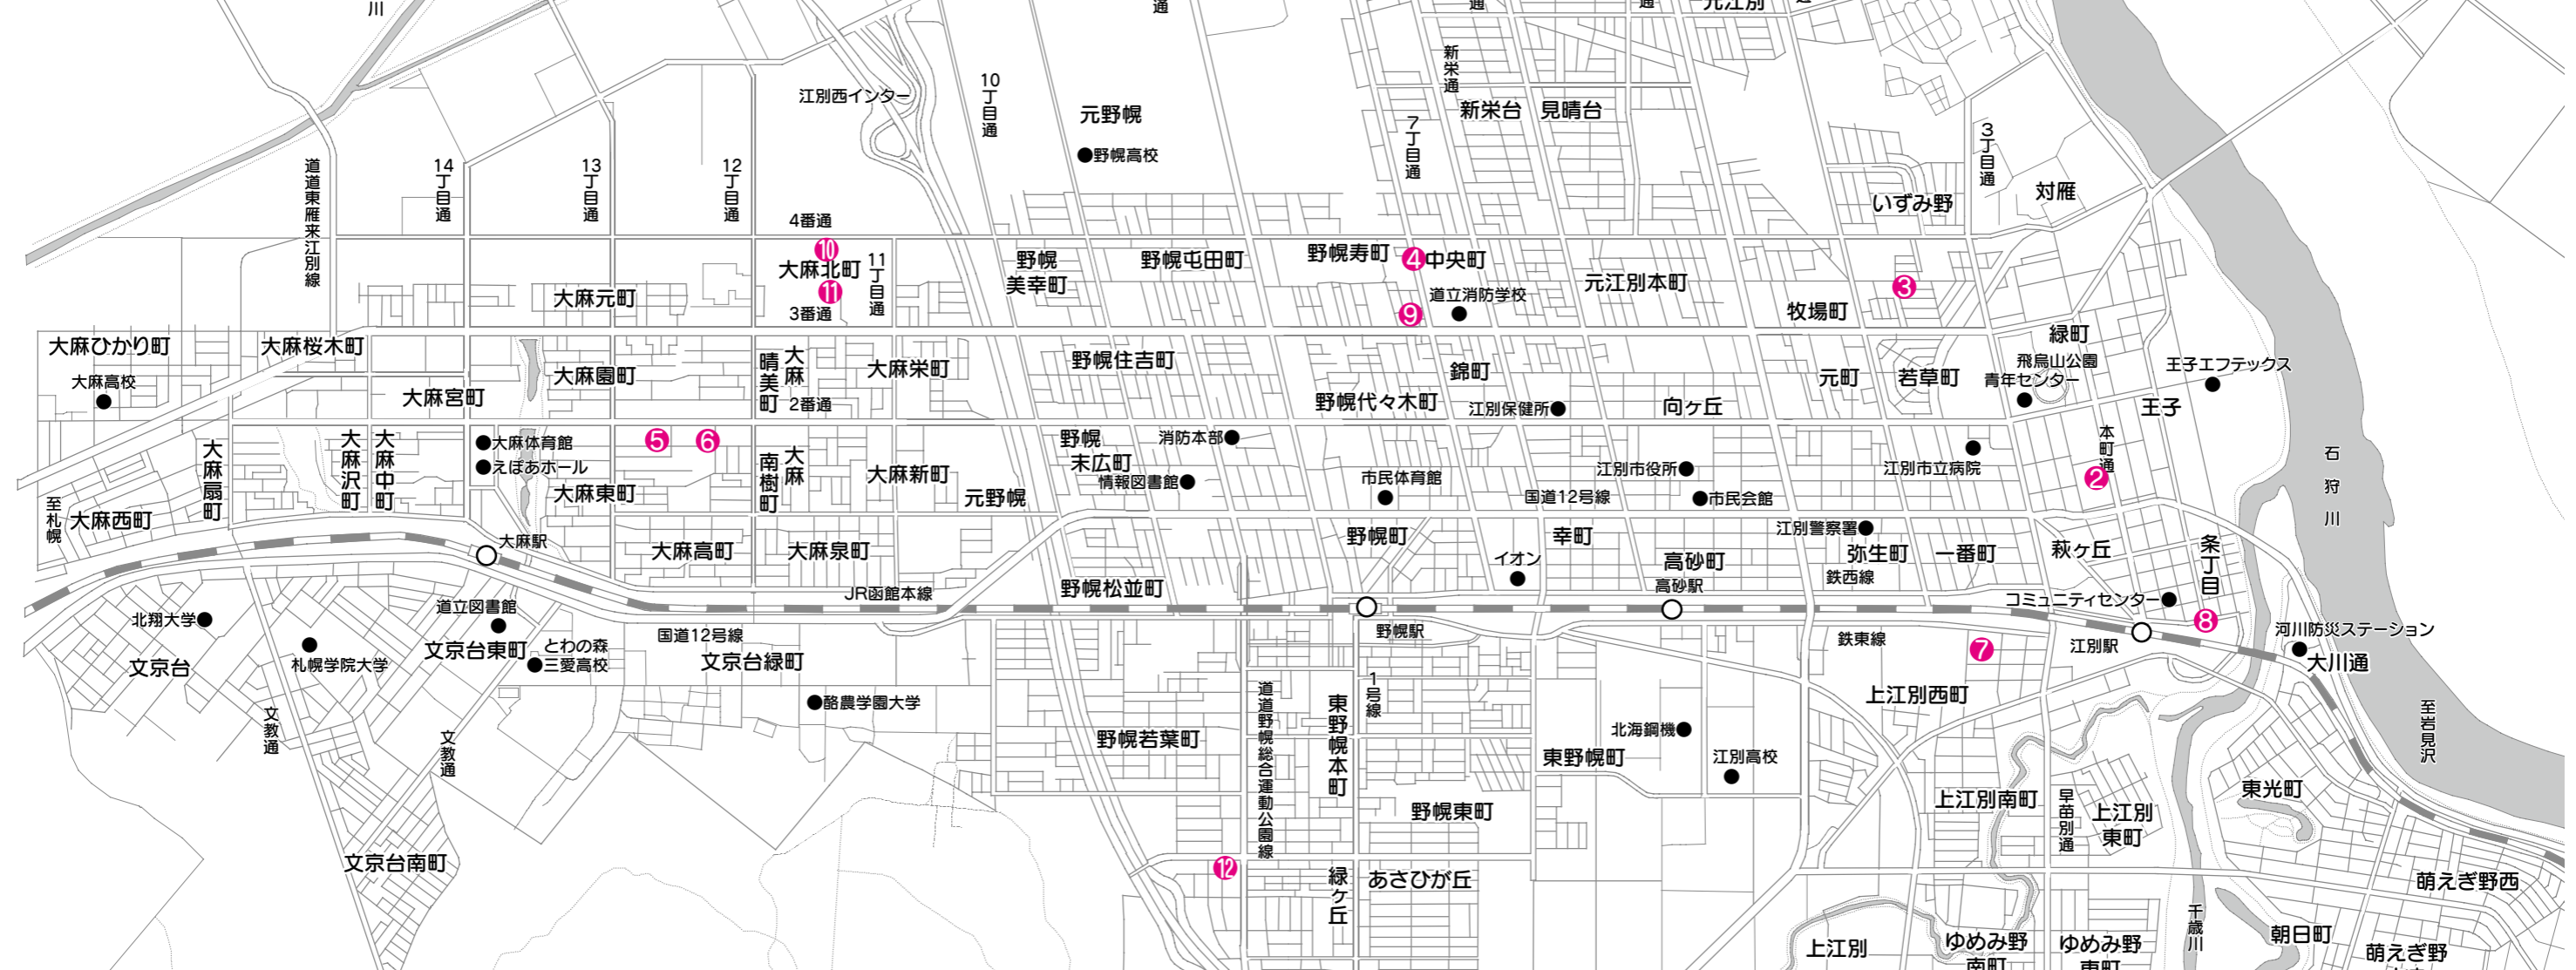 川
通
通
通
元江別
新栄通
10丁目通
江別西インター
元野幌
野幌高校
新栄台
見晴台
7丁目通
3丁目通
道道東雁来江別線
14丁目通
13丁目通
12丁目通
いずみ野
対雁
4番通
⑩
大麻北町
11丁目通
⑪
3番通
野幌
美幸町
野幌屯田町
野幌寿町
④
中央町
元江別本町
③
道立消防学校
⑨
牧場町
大麻元町
大麻ひかり町
大麻桜木町
緑町
飛烏山公園
青年センター
王子エフテックス
大麻高校
大麻宮町
大麻園町
大麻
晴美町
2番通
大麻栄町
野幌住吉町
錦町
元町
若草町
野幌代々木町
江別保健所
向ヶ丘
王子
大麻扇町
大麻沢町
大麻中町
大麻体育館
えぽあホール
⑤
⑥
大麻東町
大麻
南樹町
大麻新町
元野幌
野幌
末広町
消防本部
情報図書館
市民体育館
江別市役所
国道12号線
市民会館
江別市立病院
本町通
②
石狩川
至札幌
大麻西町
大麻駅
大麻高町
大麻泉町
野幌町
幸町
イオン
高砂町
江別警察署
弥生町
一番町
萩ヶ丘
条丁目
鉄西線
高砂駅
JR函館本線
野幌松並町
コミュニティセンター
⑧
北翔大学
道立図書館
札幌学院大学
文京台
文京台東町
とわの森
三愛高校
国道12号線
文京台緑町
野幌駅
鉄東線
⑦
江別駅
河川防災ステーション
大川通
文教通
文教通
酪農学園大学
野幌若葉町
道道野幌総合運動公園線
東野幌本町
1号線
上江別西町
北海鋼機
東野幌町
江別高校
至岩見沢
野幌東町
上江別南町
早苗別通
上江別
東町
東光町
文京台南町
⑫
緑ヶ丘
あさひが丘
萌えぎ野西
千歳川
上江別
ゆめみ野
南町
ゆめみ野
東町
朝日町
萌えぎ野